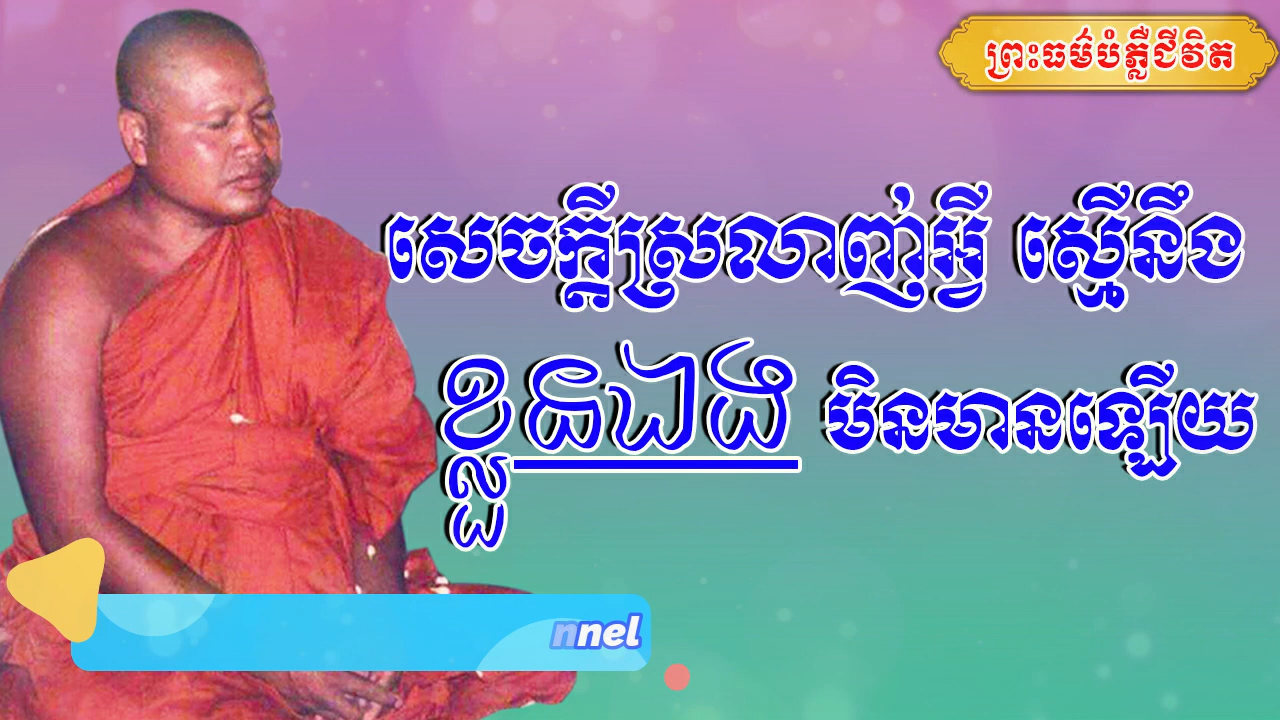 ព្រះធម៌បំភ្លឺជីវិត
សេចក្ដីស្រលាញ់អ្វី ស្មើនឹង
ខ្លួនឯង មិនមានឡើយ
nnel